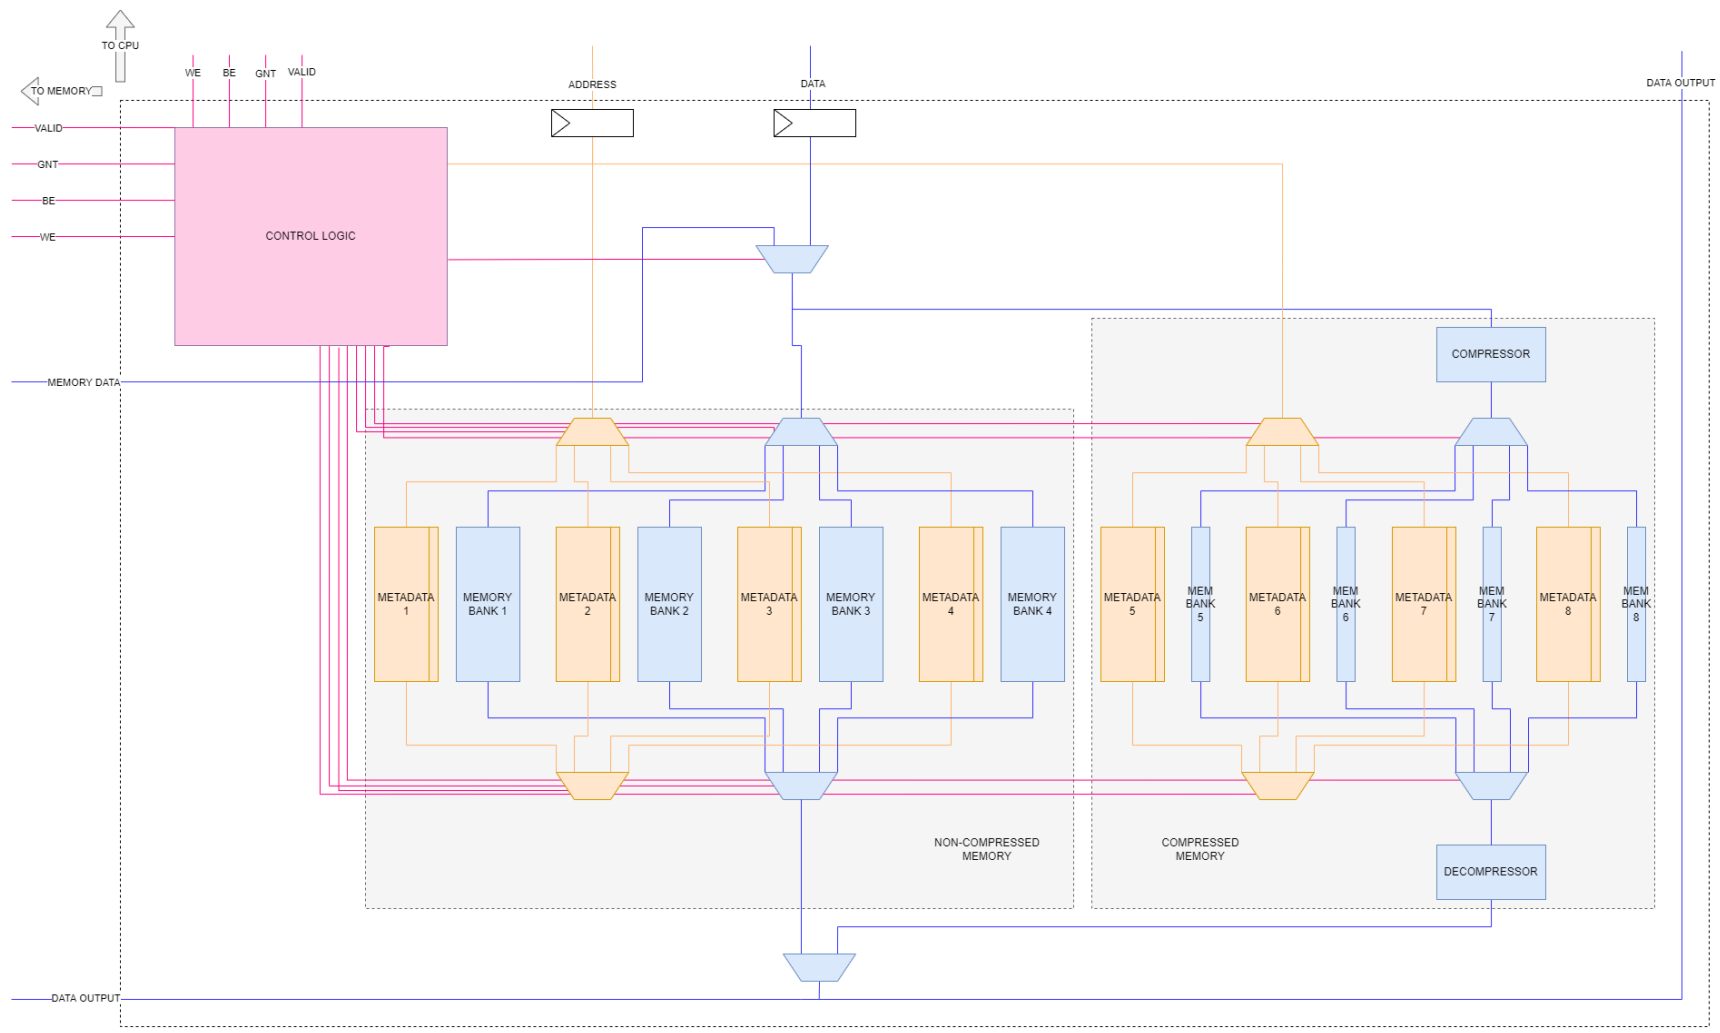 TO CPU
WE
BE
GNT
VALID
ADDRESS
DATA
DATA OUTPUT
TO MEMORY
VALID
GNT
BE
WE
CONTROL LOGIC
COMPRESSOR
MEMORY DATA
METADATA
1
MEMORY
BANK 1
METADATA
2
MEMORY
BANK 2
METADATA
3
MEMORY
BANK 3
METADATA
4
MEMORY
BANK 4
METADATA
5
MEM
BANK
5
METADATA
6
MEM
BANK
6
METADATA
7
MEM
BANK
7
METADATA
8
MEM
BANK
8
NON-COMPRESSED
MEMORY
COMPRESSED
MEMORY
DECOMPRESSOR
DATA OUTPUT